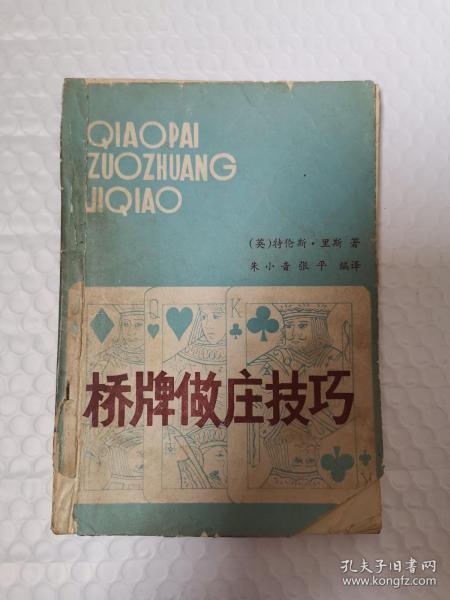 QIAOPAI
ZUOZHUANG
JIQIAO
(英)特伦斯·里斯 著
朱小音 张平 编译
Q K
桥牌做庄技巧
孔夫子旧书网
www.kongfz.com